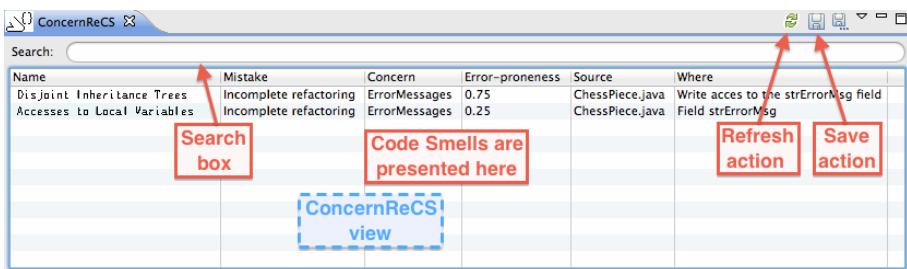 ConcernReCS
Search:
Name Mistake Concern Error-proneness Source Where
Disjoint Inheritance Trees Incomplete refactoring ErrorMessages 0.75 ChessPiece.java Write acces to the strErrorMsg field
Accesses to Local Variables Incomplete refactoring ErrorMessages 0.25 ChessPiece.java Field strErrorMsg
Search
box
Code Smells are
presented here
Refresh
action
Save
action
ConcernReCS
view